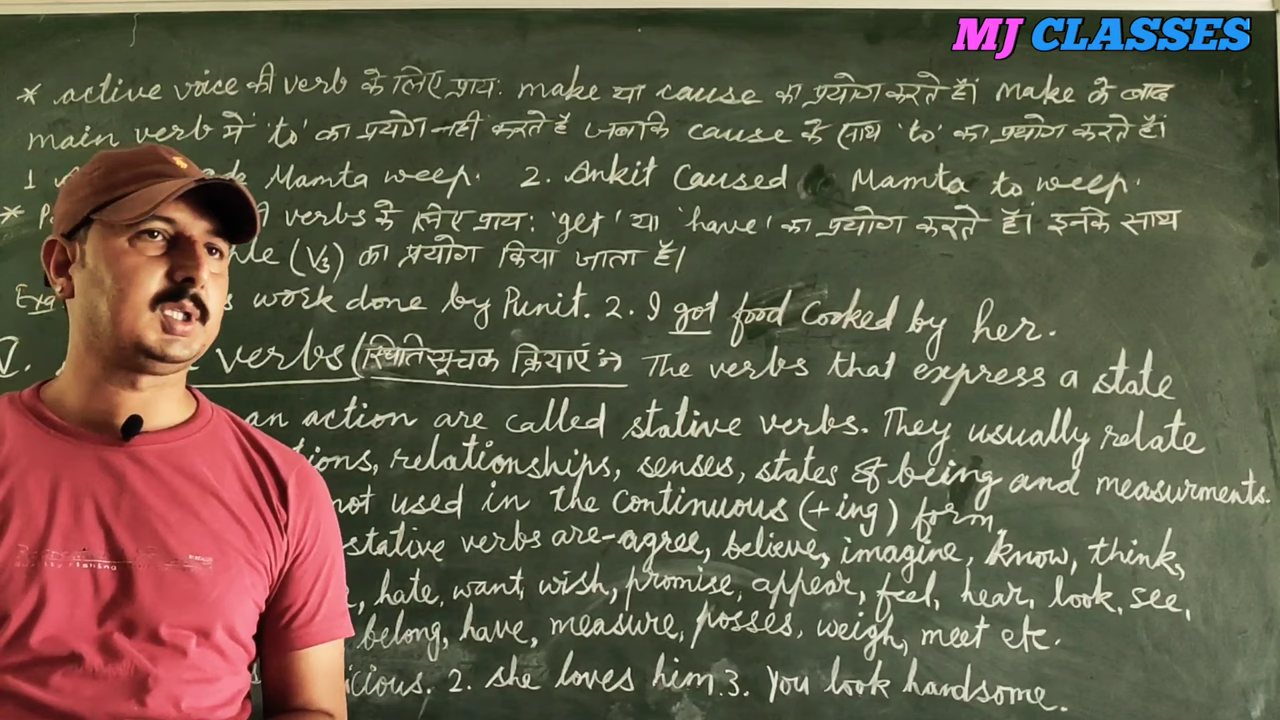 MJ CLASSES
* active voice की verb के लिए प्राय: make या cause का प्रयोग करते हैं। Make के बाद
main verb में 'to' का प्रयोग नही करते हैं जबकि cause के साथ 'to' का प्रयोग करते हैं।
1 Mamta weep. 2. Ankit Caused Mamta to weep.
* verbs के लिए प्राय: 'get' या 'have' का प्रयोग करते हैं। इनके साथ
(V3) का प्रयोग किया जाता है।
Exa work done by Punit. 2. I got food cooked by her.
V. verbs (स्थितिसूचक क्रियाएं :→ The verbs that express a state
an action are called stative verbs. They usually relate
tions, relationships, senses, states of being and measurments.
not used in the continuous (+ing) form.
stative verbs are - agree, believe, imagine, know, think,
hate, want, wish, promise, appear, feel, hear, look, see,
belong, have, measure, posses, weigh, meet etc.
icious. 2. she loves him. 3. You look handsome.